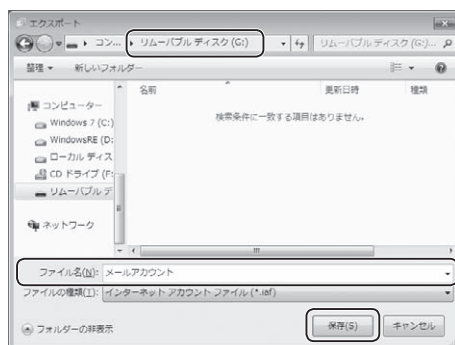 エクスポート
コン... リムーバブル ディスク (G:) リムーバブル ディスク (G:)...
整理 新しいフォルダー
名前 更新日時 種類
検索条件に一致する項目はありません。
コンピューター
Windows 7 (C:)
WindowsRE (D:
ローカル ディス
CD ドライブ (F:
リムーバブル デ
ネットワーク
ファイル名(N): メールアカウント
ファイルの種類(T): インターネット アカウント ファイル (*.iaf)
フォルダーの非表示 保存(S) キャンセル